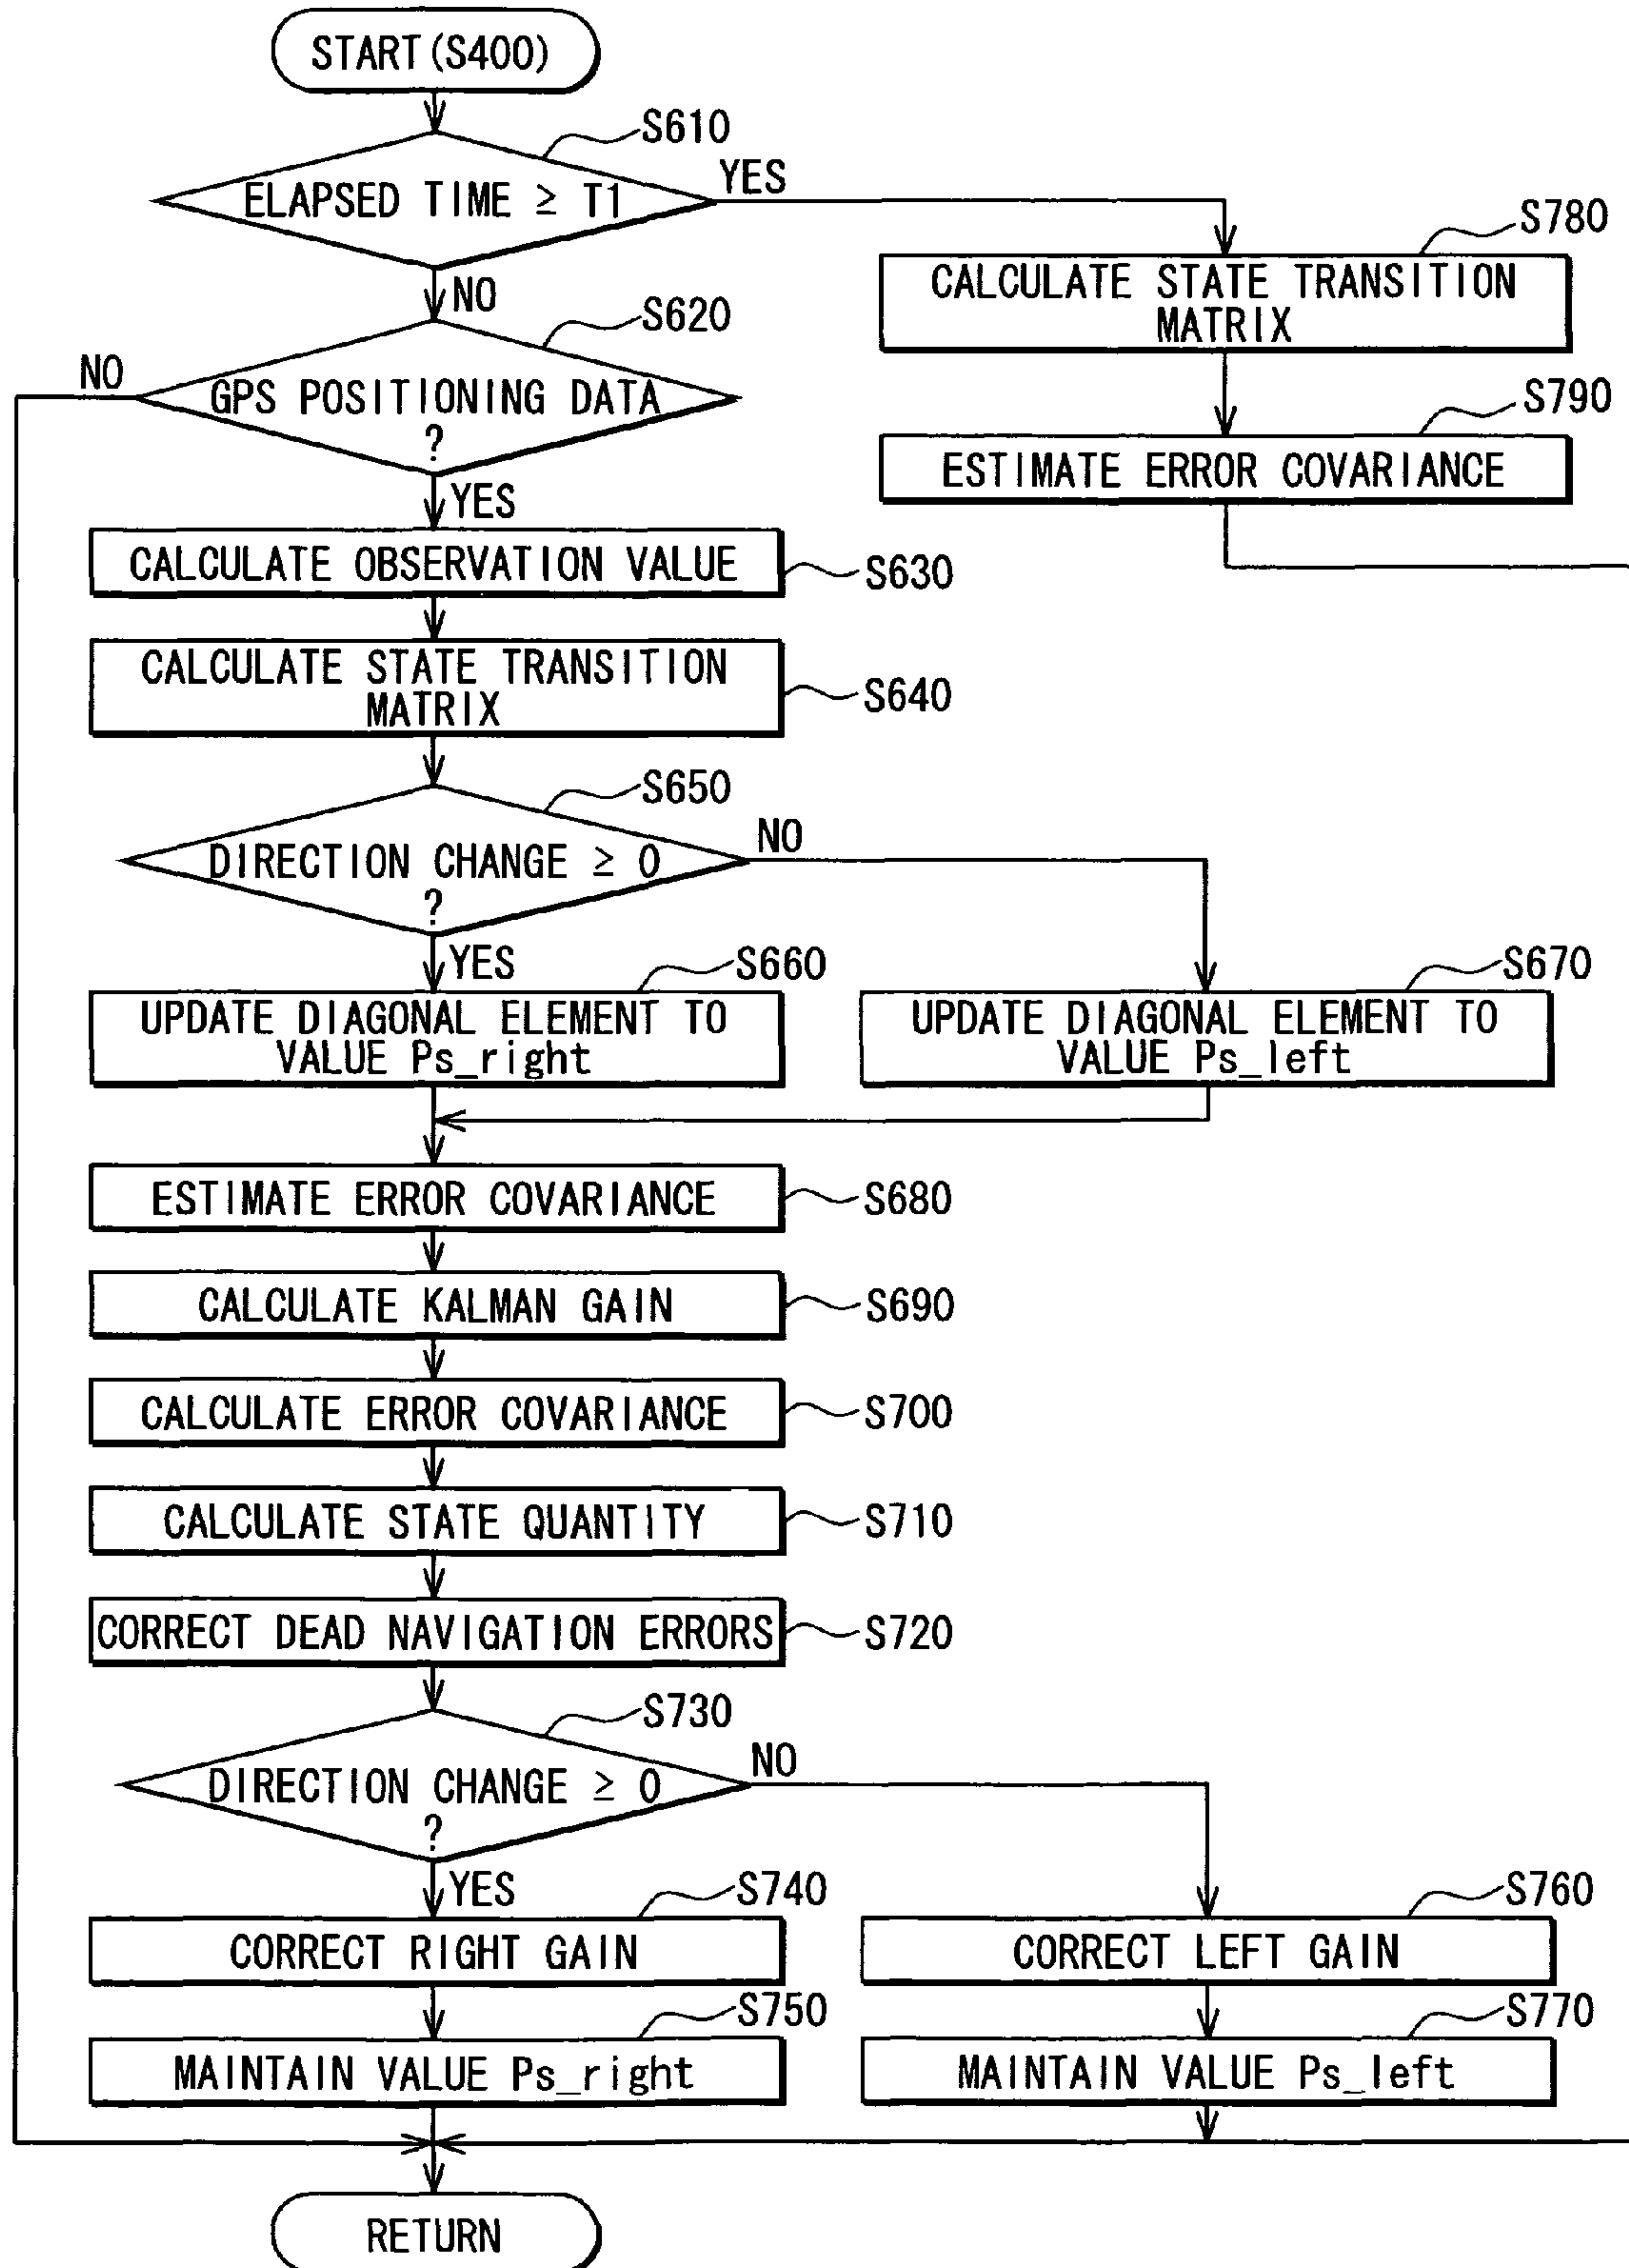 START(S400)
S610
ELAPSED TIME ≥ T1
YES
NO
S780
CALCULATE STATE TRANSITION
MATRIX
S620
NO
GPS POSITIONING DATA
?
YES
S790
ESTIMATE ERROR COVARIANCE
CALCULATE OBSERVATION VALUE
S630
CALCULATE STATE TRANSITION
MATRIX
S640
S650
DIRECTION CHANGE ≥ 0
?
NO
YES
S660
UPDATE DIAGONAL ELEMENT TO
VALUE Ps_right
S670
UPDATE DIAGONAL ELEMENT TO
VALUE Ps_left
ESTIMATE ERROR COVARIANCE
S680
CALCULATE KALMAN GAIN
S690
CALCULATE ERROR COVARIANCE
S700
CALCULATE STATE QUANTITY
S710
CORRECT DEAD NAVIGATION ERRORS
S720
S730
DIRECTION CHANGE ≥ 0
?
NO
YES
S740
CORRECT RIGHT GAIN
S760
CORRECT LEFT GAIN
S750
MAINTAIN VALUE Ps_right
S770
MAINTAIN VALUE Ps_left
RETURN